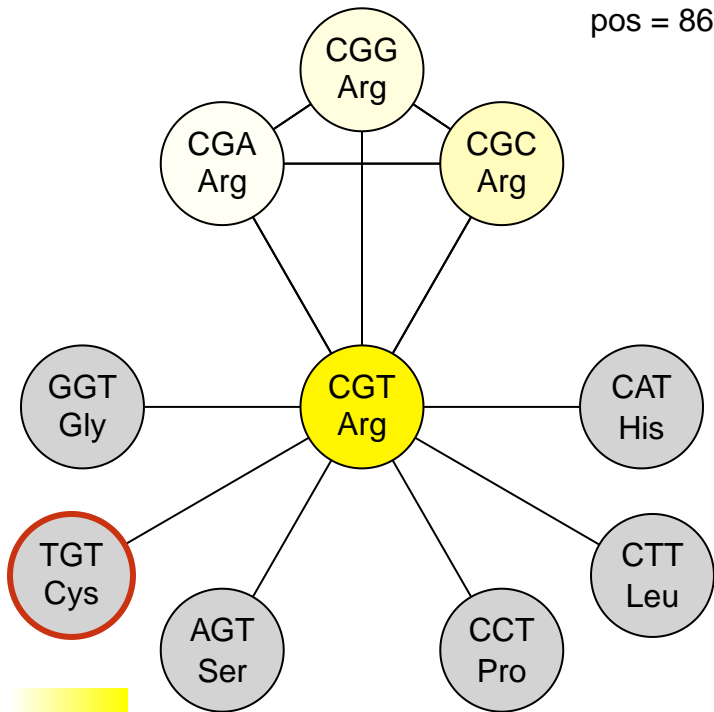 pos = 86
CGG
Arg
CGA
Arg
CGC
Arg
GGT
Gly
CGT
Arg
CAT
His
TGT
Cys
CTT
Leu
AGT
Ser
CCT
Pro